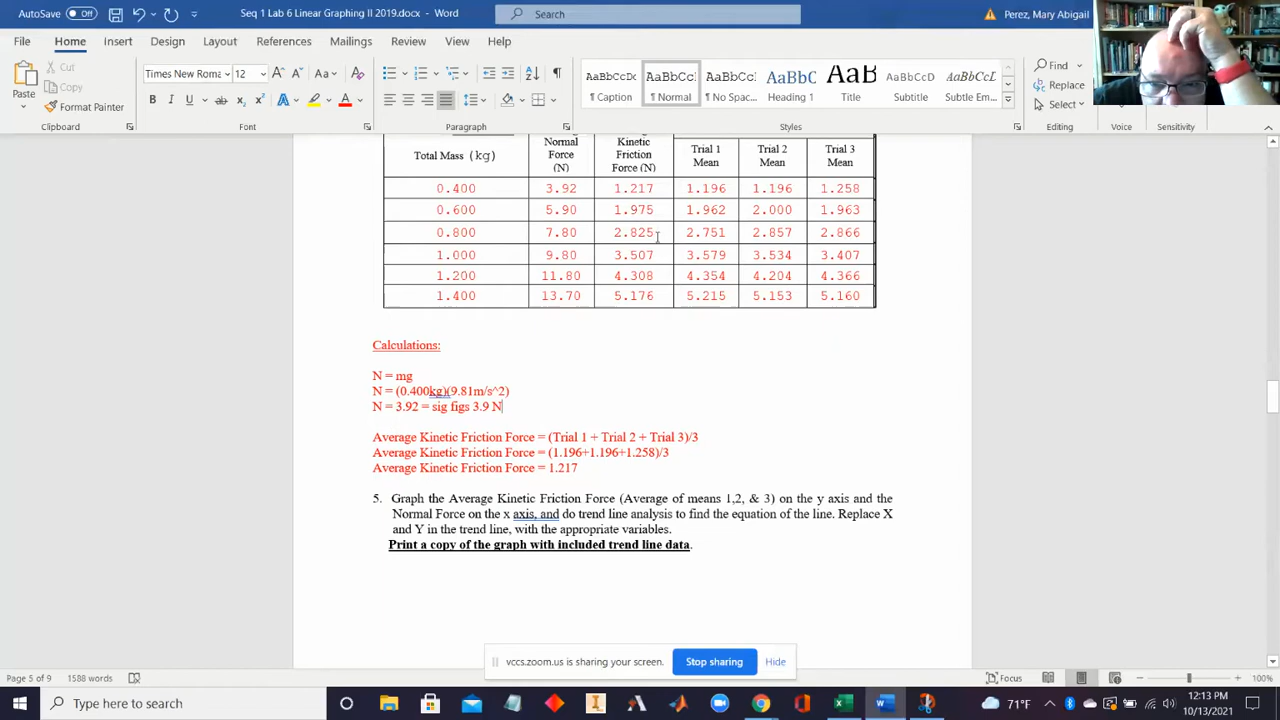 AutoSave Off
Seq 1 Lab 6 Linear Graphing II 2019.docx - Word
Search
Perez, Mary Abigail
File Home Insert Design Layout References Mailings Review View Help
Paste
Cut
Copy
Format Painter
Clipboard
Times New Roma 12
Font
Paragraph
AaBbCcDc AaBbCc AaBbCc AaBbC AaB AaBbCcD AaBbCcDc
¶ Caption ¶ Normal ¶ No Spac... Heading 1 Title Subtitle Subtle Em...
Styles
Find
Replace
Select
Editing
Voice
Sensitivity
Total Mass (kg)
Normal Force (N)
Kinetic Friction Force (N)
Trial 1 Mean
Trial 2 Mean
Trial 3 Mean
0.400 3.92 1.217 1.196 1.196 1.258
0.600 5.90 1.975 1.962 2.000 1.963
0.800 7.80 2.825 2.751 2.857 2.866
1.000 9.80 3.507 3.579 3.534 3.407
1.200 11.80 4.308 4.354 4.204 4.366
1.400 13.70 5.176 5.215 5.153 5.160
Calculations:
N = mg
N = (0.400kg)(9.81m/s^2)
N = 3.92 = sig figs 3.9 N
Average Kinetic Friction Force = (Trial 1 + Trial 2 + Trial 3)/3
Average Kinetic Friction Force = (1.196+1.196+1.258)/3
Average Kinetic Friction Force = 1.217
5. Graph the Average Kinetic Friction Force (Average of means 1,2, & 3) on the y axis and the
Normal Force on the x axis, and do trend line analysis to find the equation of the line. Replace X
and Y in the trend line, with the appropriate variables.
Print a copy of the graph with included trend line data.
vccs.zoom.us is sharing your screen. Stop sharing Hide
Page 5 of 9 1588 words
Focus
100%
Type here to search
71°F
12:13 PM
10/13/2021